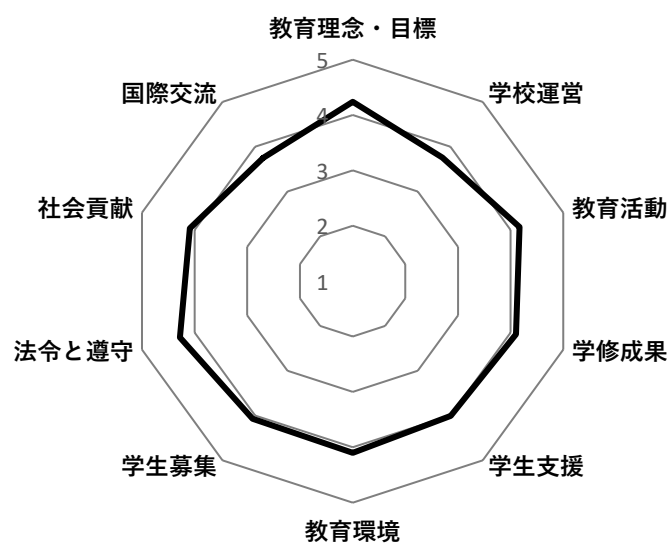 教育理念・目標
5
国際交流
学校運営
4
3
社会貢献
教育活動
2
1
法令と遵守
学修成果
学生募集
学生支援
教育環境